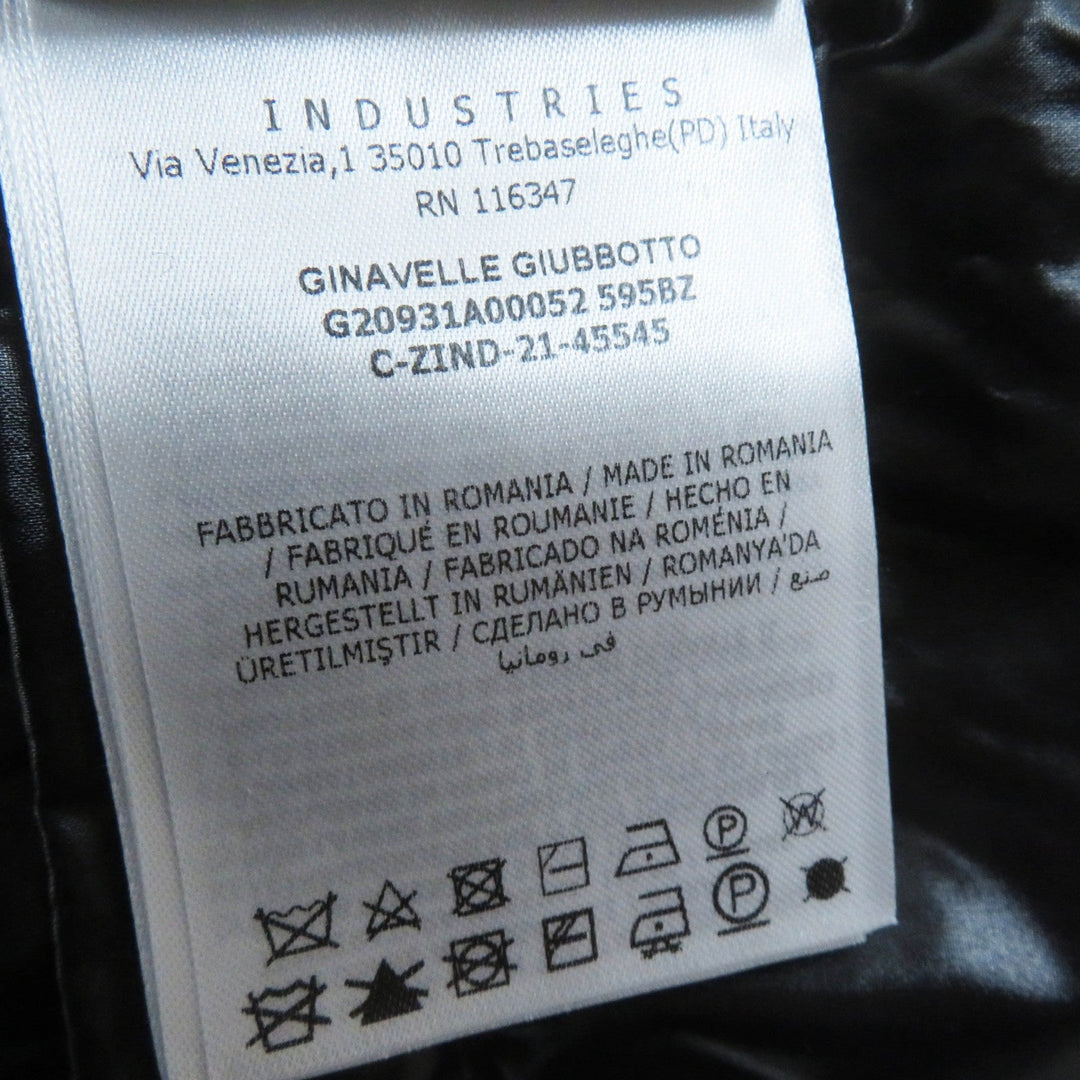 INDUSTRIES
Via Venezia,1 35010 Trebaseleghe(PD) Italy
RN 116347
GINAVELLE GIUBBOTTO
G20931A00052 595BZ
C-ZIND-21-45545
FABBRICATO IN ROMANIA / MADE IN ROMANIA
/ FABRIQUÉ EN ROUMANIE / HECHO EN
RUMANIA / FABRICADO NA ROMÉNIA /
HERGESTELLT IN RUMÄNIEN / ROMANYA'DA
ÜRETILMIŞTIR / СДЕЛАНО В РУМЫНИИ / صنع
في رومانيا
P W
P